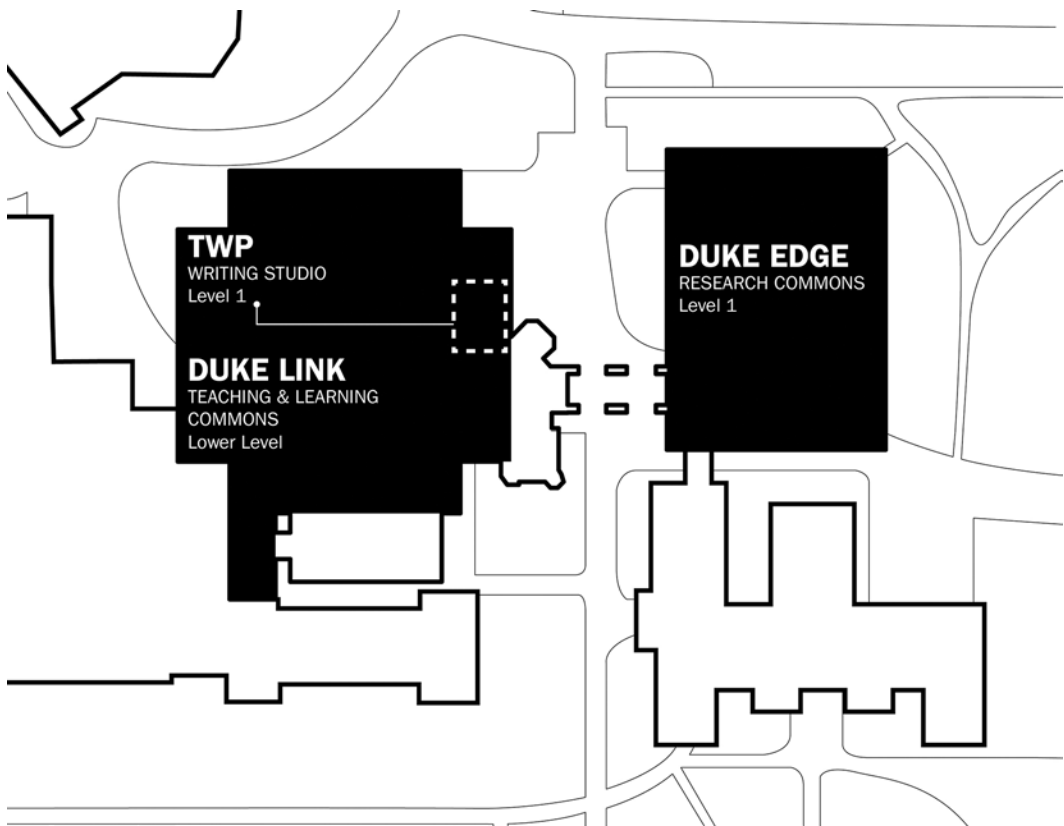 TWP
WRITING STUDIO
Level 1
DUKE LINK
TEACHING & LEARNING
COMMONS
Lower Level
DUKE EDGE
RESEARCH COMMONS
Level 1